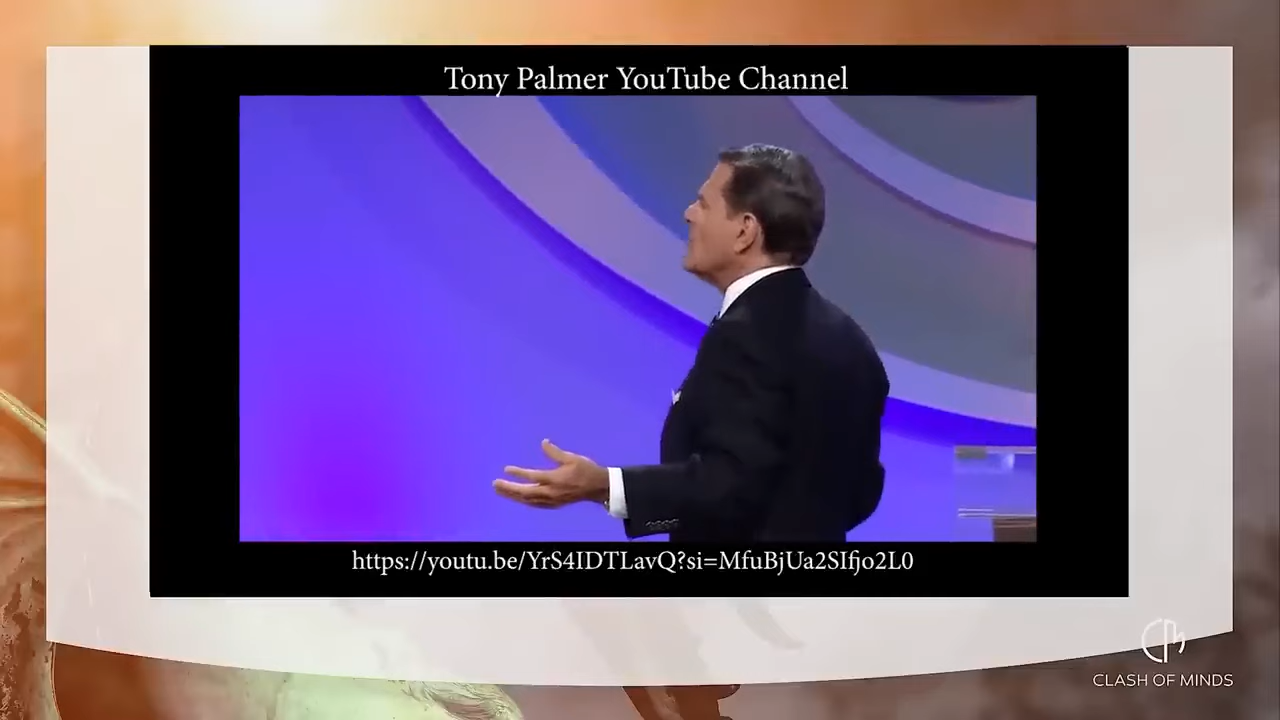 Tony Palmer YouTube Channel
https://youtu.be/YrS4IDTLavQ?si=MfuBjUa2SIfjo2L0
CLASH OF MINDS